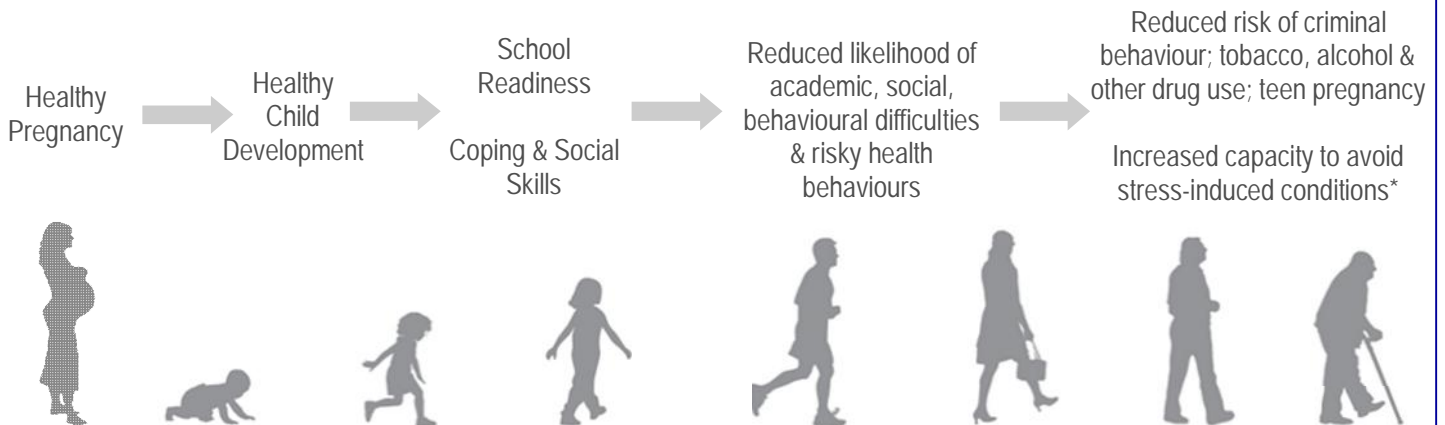 Healthy
Pregnancy
Healthy
Child
Development
School
Readiness
Coping & Social
Skills
Reduced likelihood of
academic, social,
behavioural difficulties
& risky health
behaviours
Reduced risk of criminal
behaviour; tobacco, alcohol &
other drug use; teen pregnancy
Increased capacity to avoid
stress-induced conditions*